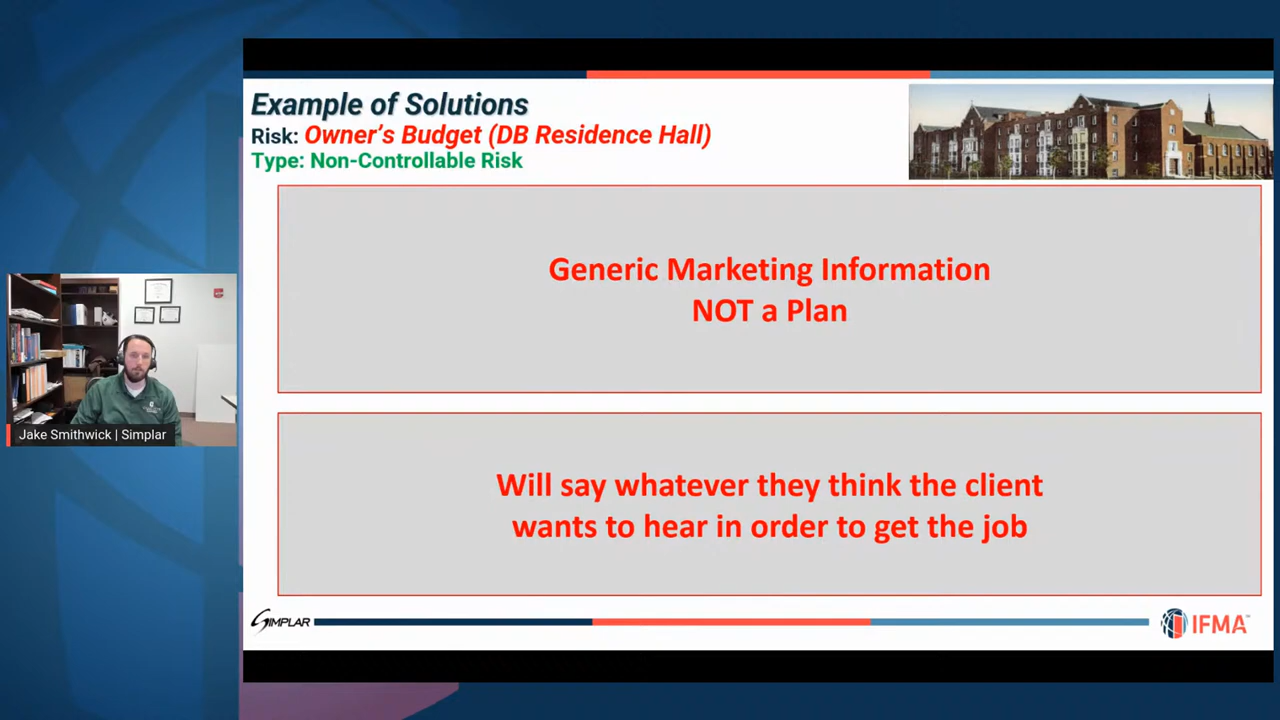 Example of Solutions
Risk: Owner's Budget (DB Residence Hall)
Type: Non-Controllable Risk
Generic Marketing Information
NOT a Plan
Will say whatever they think the client
wants to hear in order to get the job
Jake Smithwick | Simplar
SIMPLAR
IFMA™